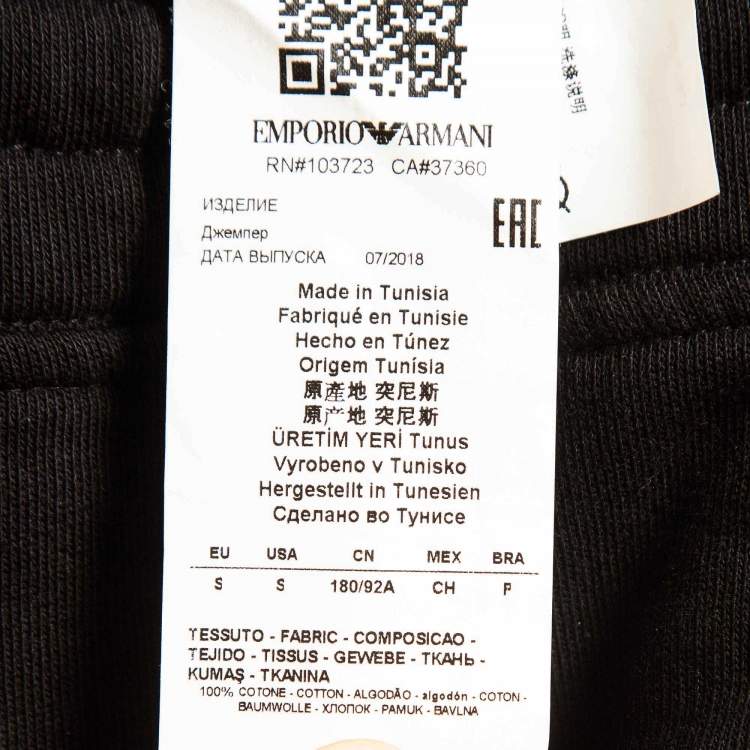 EMPORIO ARMANI
RN#103723 CA#37360
ИЗДЕЛИЕ
EAC
Джемпер
ДАТА ВЫПУСКА 07/2018
Made in Tunisia
Fabriqué en Tunisie
Hecho en Túnez
Origem Tunísia
原產地 突尼斯
原产地 突尼斯
ÜRETİM YERİ Tunus
Vyrobeno v Tunisko
Hergestellt in Tunesien
Сделано во Тунисе
EU USA CN MEX BRA
S S 180/92A CH P
TESSUTO - FABRIC - COMPOSICAO -
TEJIDO - TISSUS - GEWEBE - ТКАНЬ -
KUMAŞ - TKANINA
100% COTONE - COTTON - ALGODÃO - algodón - COTON -
BAUMWOLLE - ХЛОПОК - PAMUK - BAVLNA
条说明